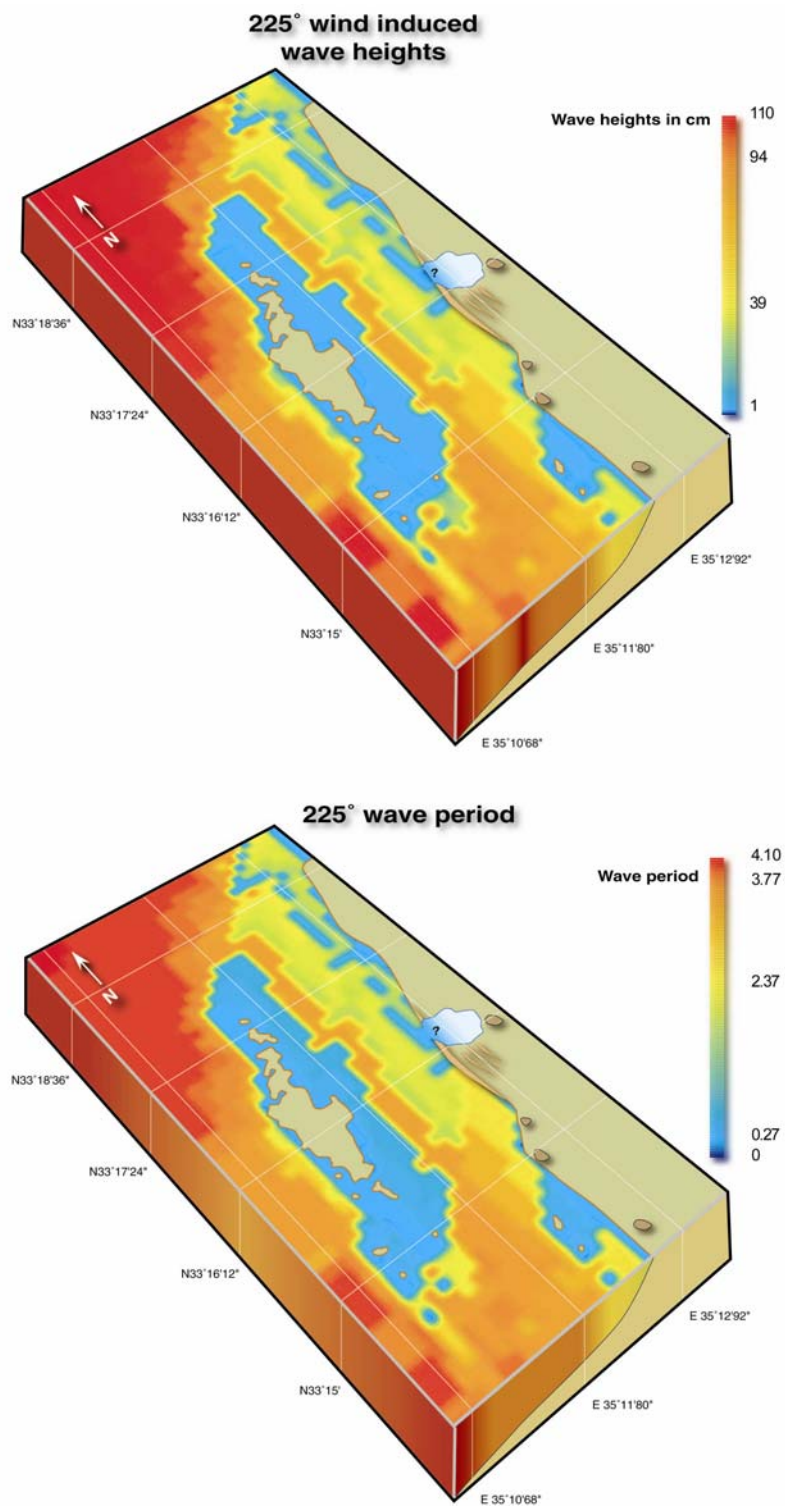 225° wind induced
wave heights
Wave heights in cm
110
94
39
1
N
?
N33°18'36"
N33°17'24"
N33°16'12"
N33°15'
E 35°12'92"
E 35°11'80"
E 35°10'68"
225° wave period
Wave period
4.10
3.77
2.37
0.27
0
N
?
N33°18'36"
N33°17'24"
N33°16'12"
N33°15'
E 35°12'92"
E 35°11'80"
E 35°10'68"